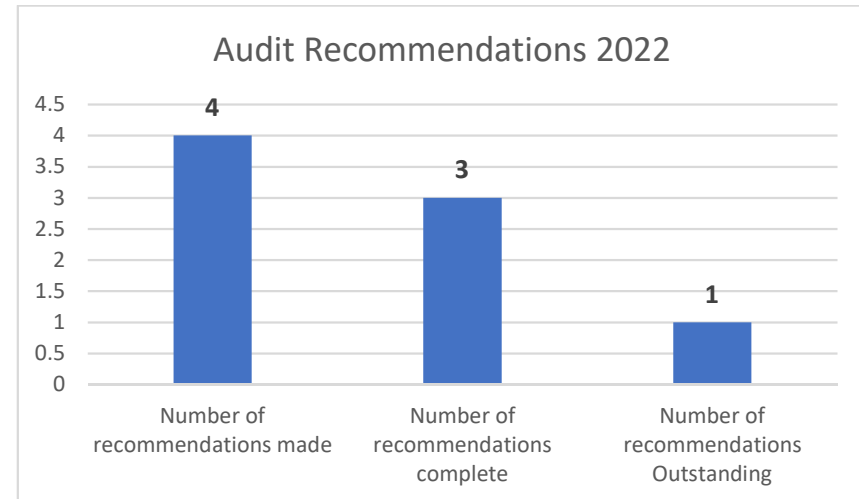 Audit Recommendations 2022
4.5
4
3.5
3
2.5
2
1.5
1
0.5
0
4
3
1
Number of
recommendations made
Number of
recommendations
complete
Number of
recommendations
Outstanding